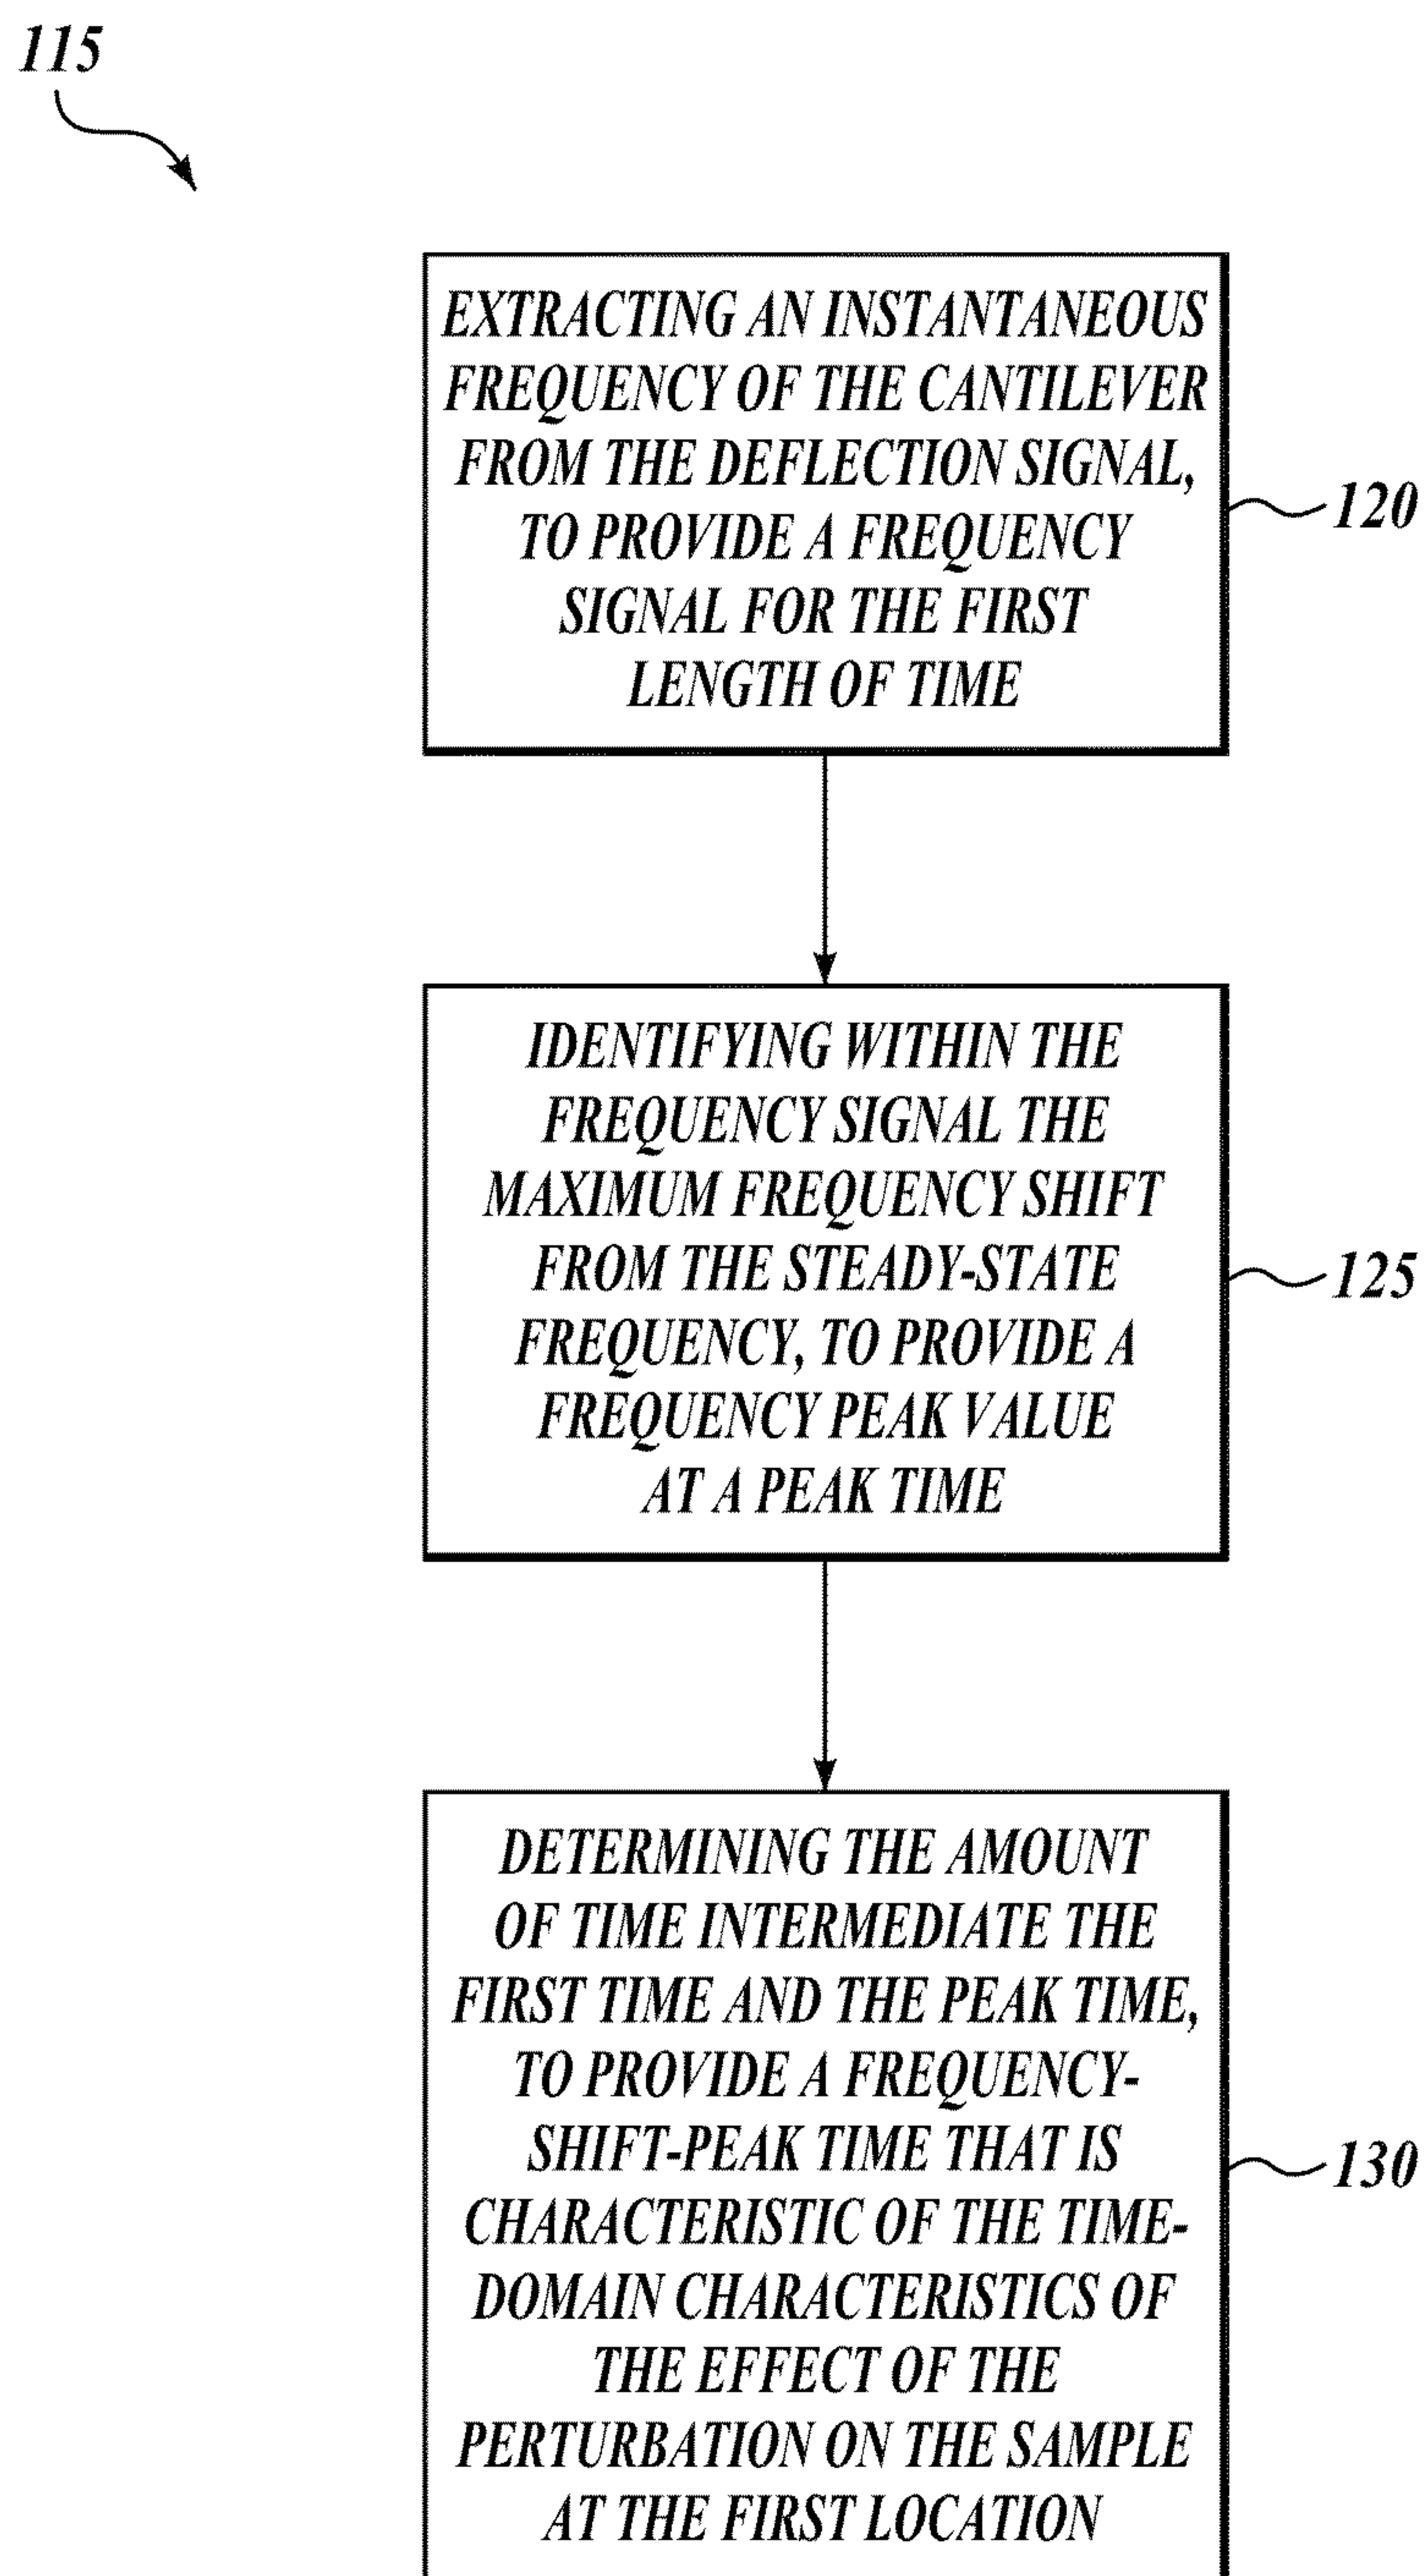 115
EXTRACTING AN INSTANTANEOUS
FREQUENCY OF THE CANTILEVER
FROM THE DEFLECTION SIGNAL,
TO PROVIDE A FREQUENCY
SIGNAL FOR THE FIRST
LENGTH OF TIME
120
IDENTIFYING WITHIN THE
FREQUENCY SIGNAL THE
MAXIMUM FREQUENCY SHIFT
FROM THE STEADY-STATE
FREQUENCY, TO PROVIDE A
FREQUENCY PEAK VALUE
AT A PEAK TIME
125
DETERMINING THE AMOUNT
OF TIME INTERMEDIATE THE
FIRST TIME AND THE PEAK TIME,
TO PROVIDE A FREQUENCY-
SHIFT-PEAK TIME THAT IS
CHARACTERISTIC OF THE TIME-
DOMAIN CHARACTERISTICS OF
THE EFFECT OF THE
PERTURBATION ON THE SAMPLE
AT THE FIRST LOCATION
130